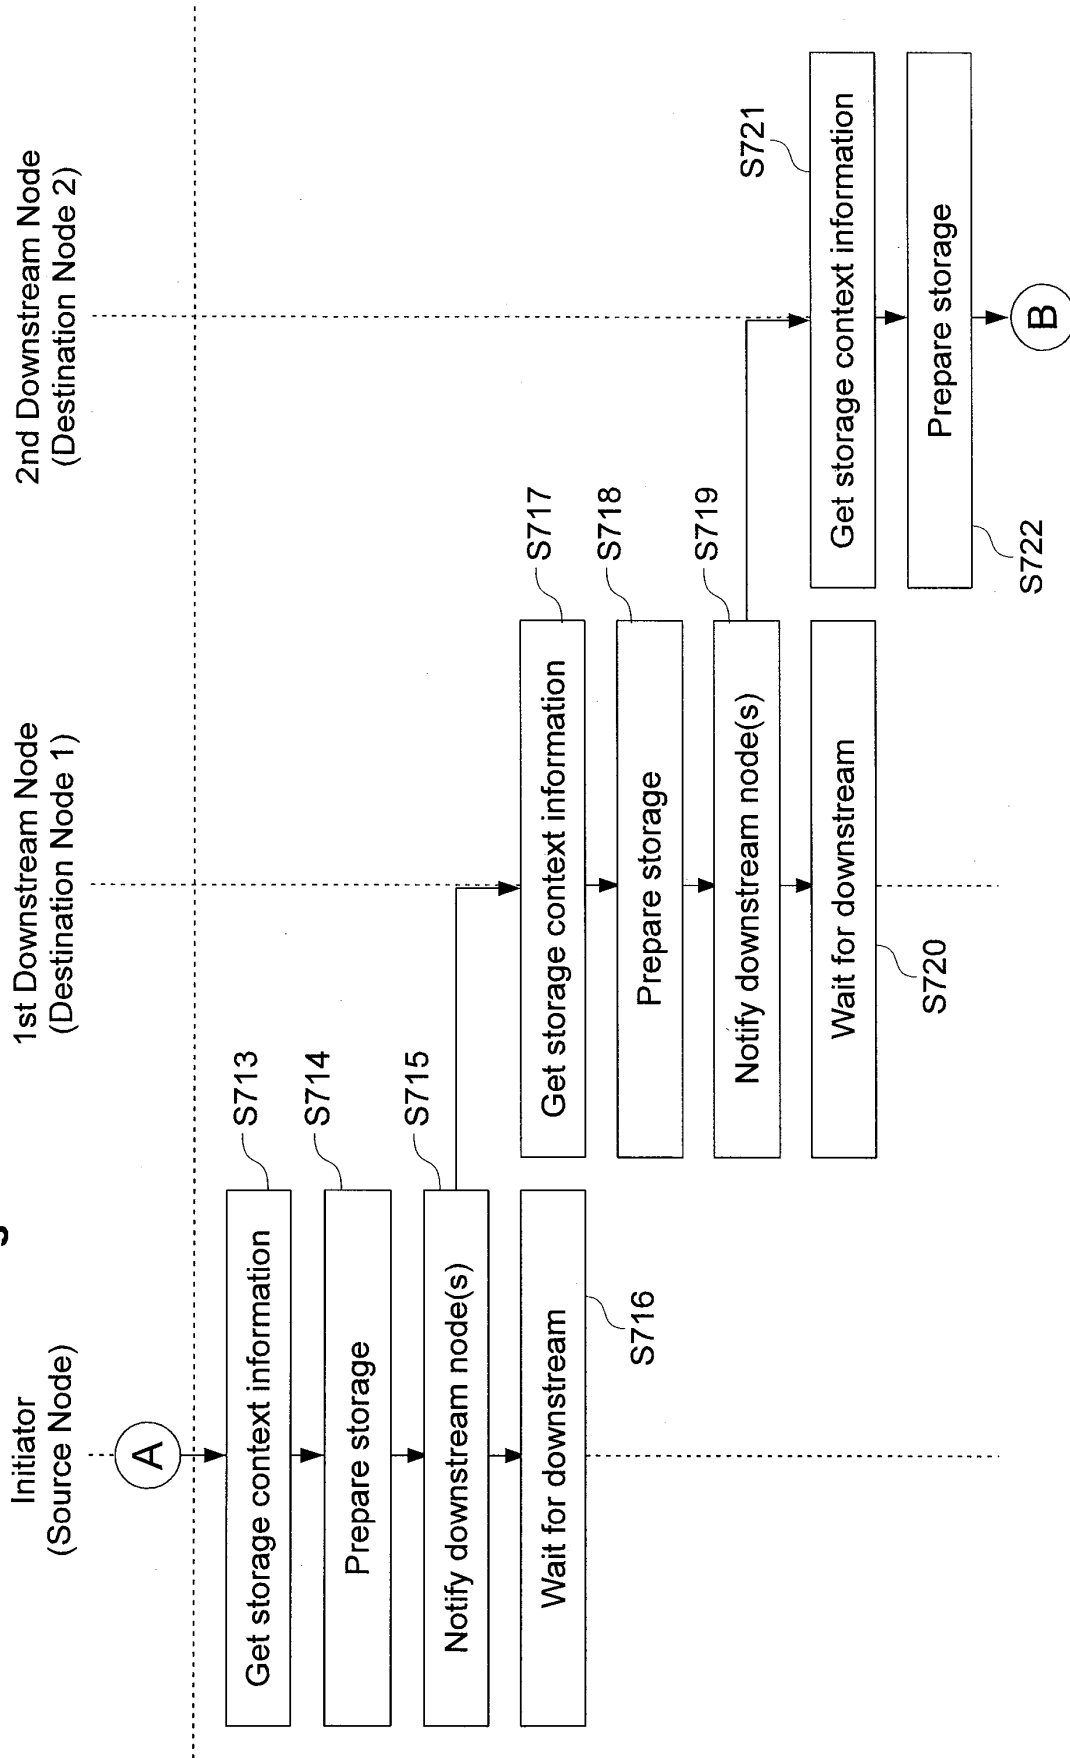 Initiator
(Source Node)
1st Downstream Node
(Destination Node 1)
2nd Downstream Node
(Destination Node 2)
A
Get storage context information
S713
Prepare storage
S714
Notify downstream node(s)
S715
Wait for downstream
S716
Get storage context information
S717
Prepare storage
S718
Notify downstream node(s)
S719
Wait for downstream
S720
Get storage context information
S721
Prepare storage
S722
B